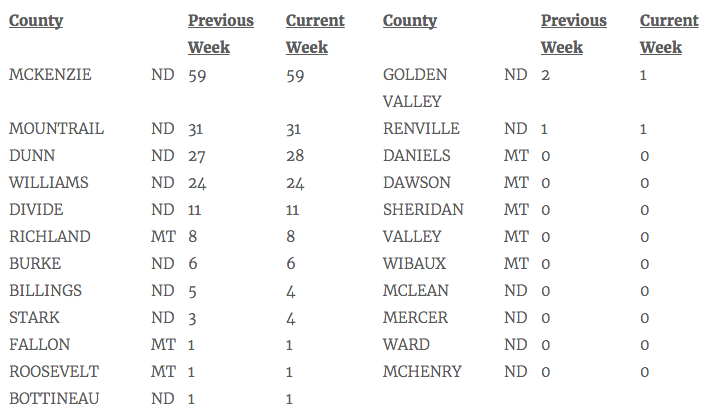 County Previous Week Current Week County Previous Week Current Week
MCKENZIE ND 59 59 GOLDEN VALLEY ND 2 1
MOUNTRAIL ND 31 31 RENVILLE ND 1 1
DUNN ND 27 28 DANIELS MT 0 0
WILLIAMS ND 24 24 DAWSON MT 0 0
DIVIDE ND 11 11 SHERIDAN MT 0 0
RICHLAND MT 8 8 VALLEY MT 0 0
BURKE ND 6 6 WIBAUX MT 0 0
BILLINGS ND 5 4 MCLEAN ND 0 0
STARK ND 3 4 MERCER ND 0 0
FALLON MT 1 1 WARD ND 0 0
ROOSEVELT MT 1 1 MCHENRY ND 0 0
BOTTINEAU ND 1 1